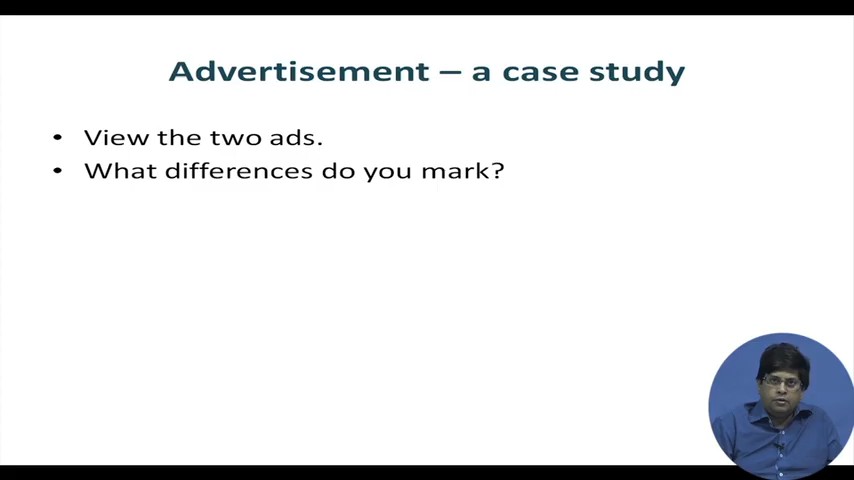 Advertisement – a case study
• View the two ads.
• What differences do you mark?